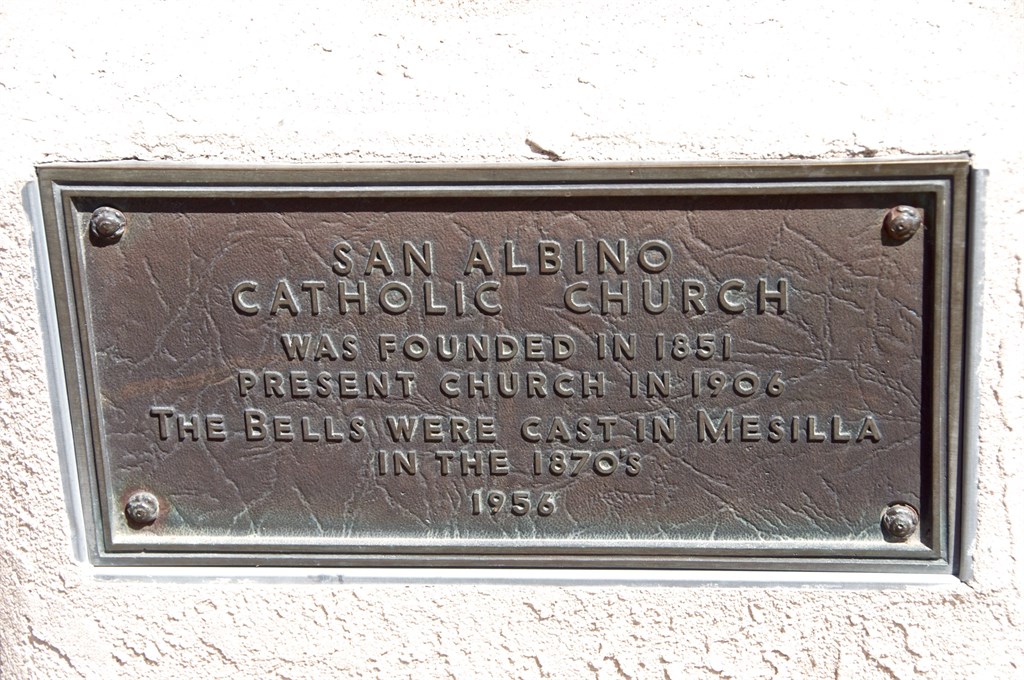 SAN ALBINO
CATHOLIC CHURCH
WAS FOUNDED IN 1851
PRESENT CHURCH IN 1906
THE BELLS WERE CAST IN MESILLA
IN THE 1870'S
1956